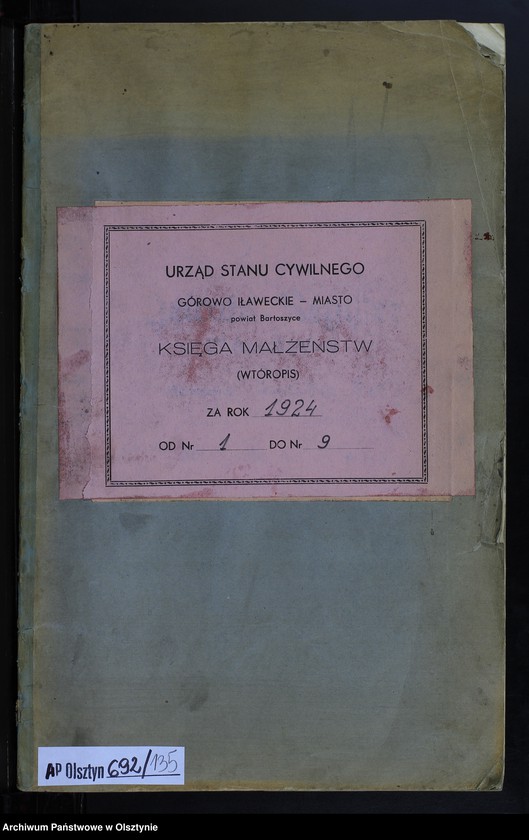 URZĄD STANU CYWILNEGO
GÓROWO IŁAWECKIE – MIASTO
powiat Bartoszyce
KSIĘGA MAŁŻEŃSTW
(WTÓROPIS)
ZA ROK 1924
OD Nr 1 DO Nr 9
AP Olsztyn 692/135
Archiwum Państwowe w Olsztynie